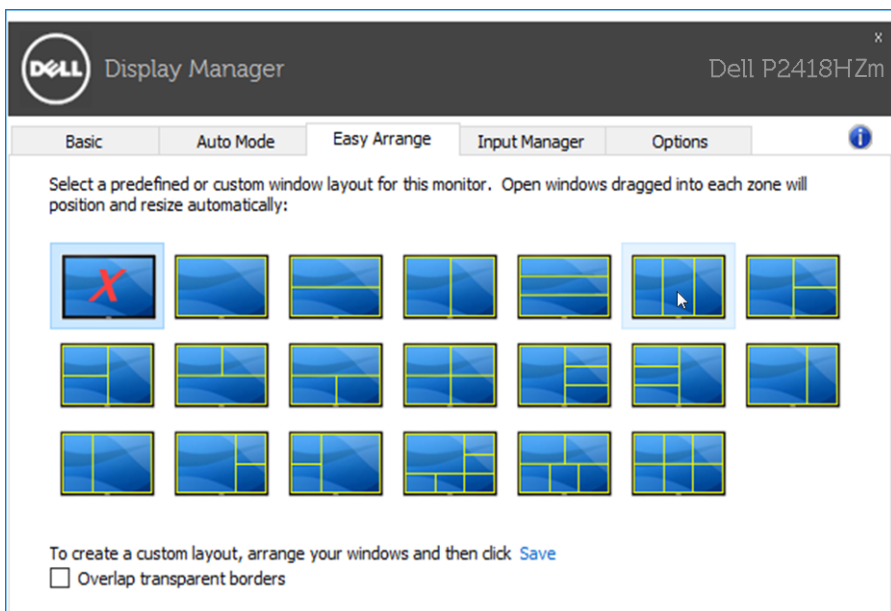 x
DELL Display Manager
Dell P2418HZm
Basic Auto Mode Easy Arrange Input Manager Options i
Select a predefined or custom window layout for this monitor. Open windows dragged into each zone will
position and resize automatically:
X
To create a custom layout, arrange your windows and then click Save
Overlap transparent borders